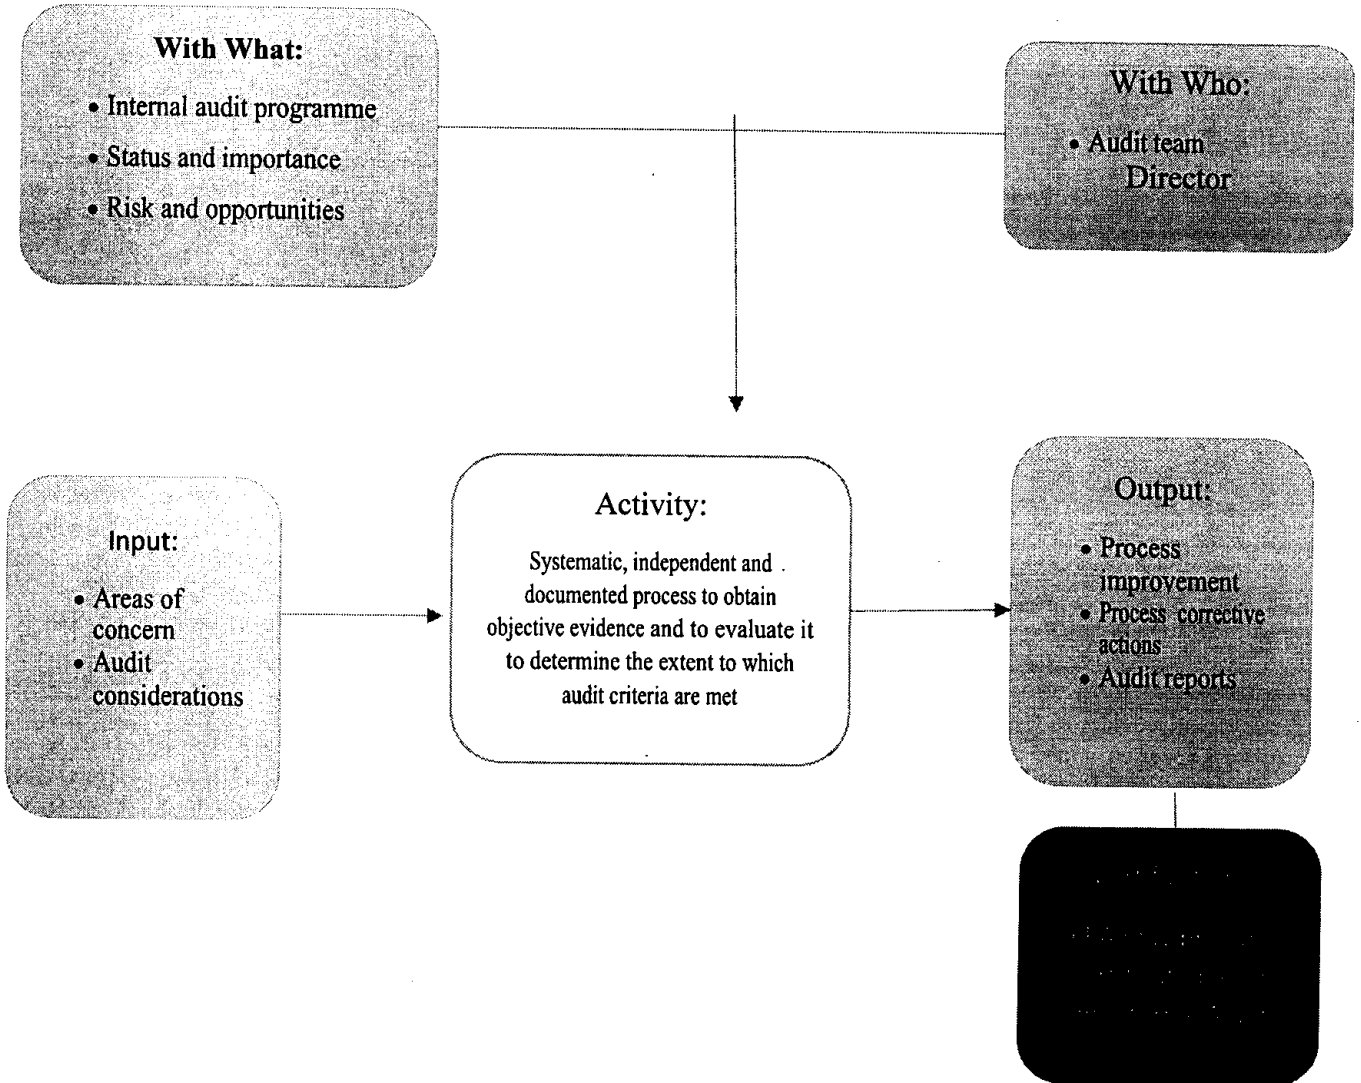 With What:
• Internal audit programme
• Status and importance
• Risk and opportunities
With Who:
• Audit team
Director
Input:
• Areas of
concern
• Audit
considerations
Activity:
Systematic, independent and
documented process to obtain
objective evidence and to evaluate it
to determine the extent to which
audit criteria are met
Output:
• Process
improvement
• Process corrective
actions
• Audit reports